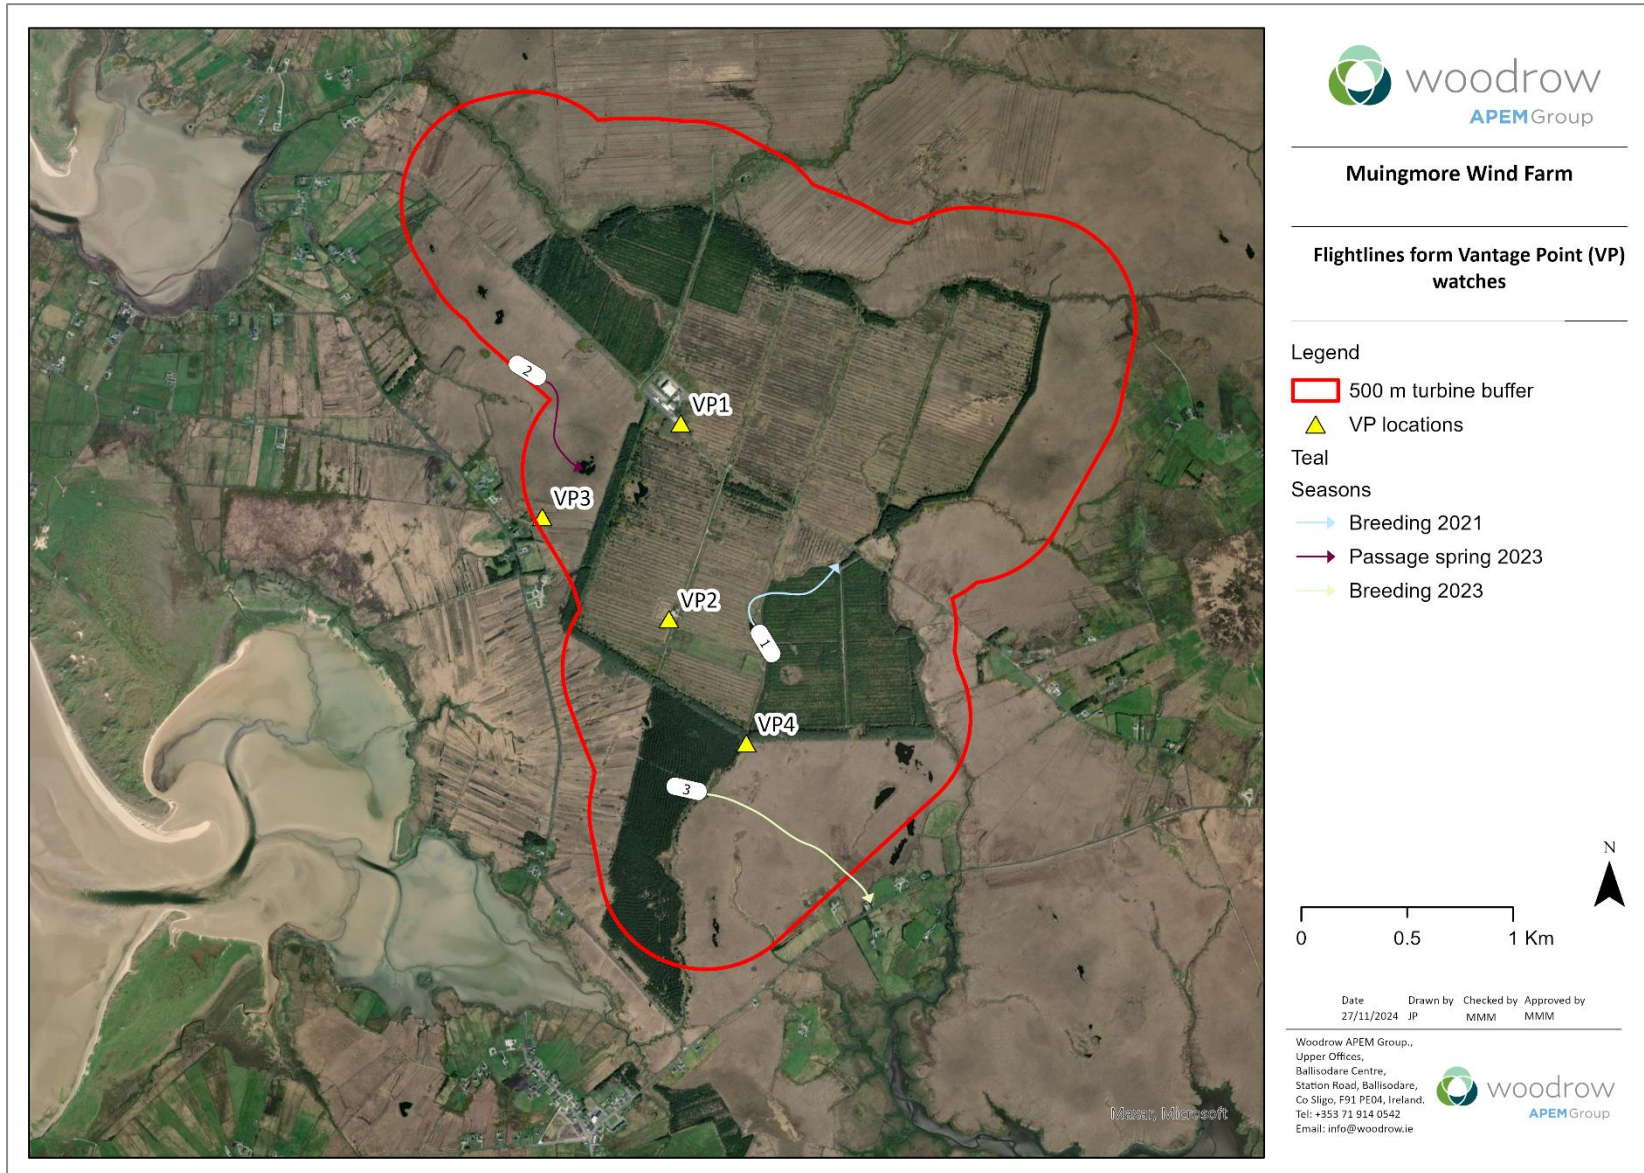 woodrow
APEM Group
Muingmore Wind Farm
Flightlines form Vantage Point (VP)
watches
Legend
500 m turbine buffer
VP locations
Teal
Seasons
Breeding 2021
Passage spring 2023
Breeding 2023
2
VP1
VP3
VP2
1
VP4
3
N
0 0.5 1 Km
Date Drawn by Checked by Approved by
27/11/2024 JP MMM MMM
Woodrow APEM Group.,
Upper Offices,
Ballisodare Centre,
Station Road, Ballisodare,
Co Sligo, F91 PE04, Ireland.
Tel: +353 71 914 0542
Email: info@woodrow.ie
woodrow
APEM Group
Maxar, Microsoft